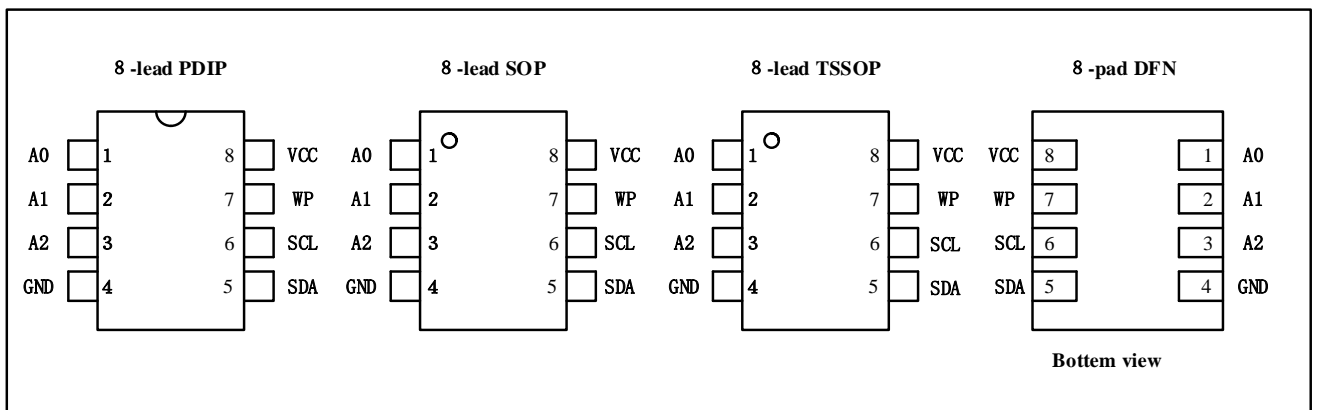 8 -lead PDIP 8 -lead SOP 8 -lead TSSOP 8 -pad DFN
A0 1 8 VCC A0 1 8 VCC A0 1 8 VCC VCC 8 1 A0
A1 2 7 WP A1 2 7 WP A1 2 7 WP WP 7 2 A1
A2 3 6 SCL A2 3 6 SCL A2 3 6 SCL SCL 6 3 A2
GND 4 5 SDA GND 4 5 SDA GND 4 5 SDA SDA 5 4 GND
Bottem view